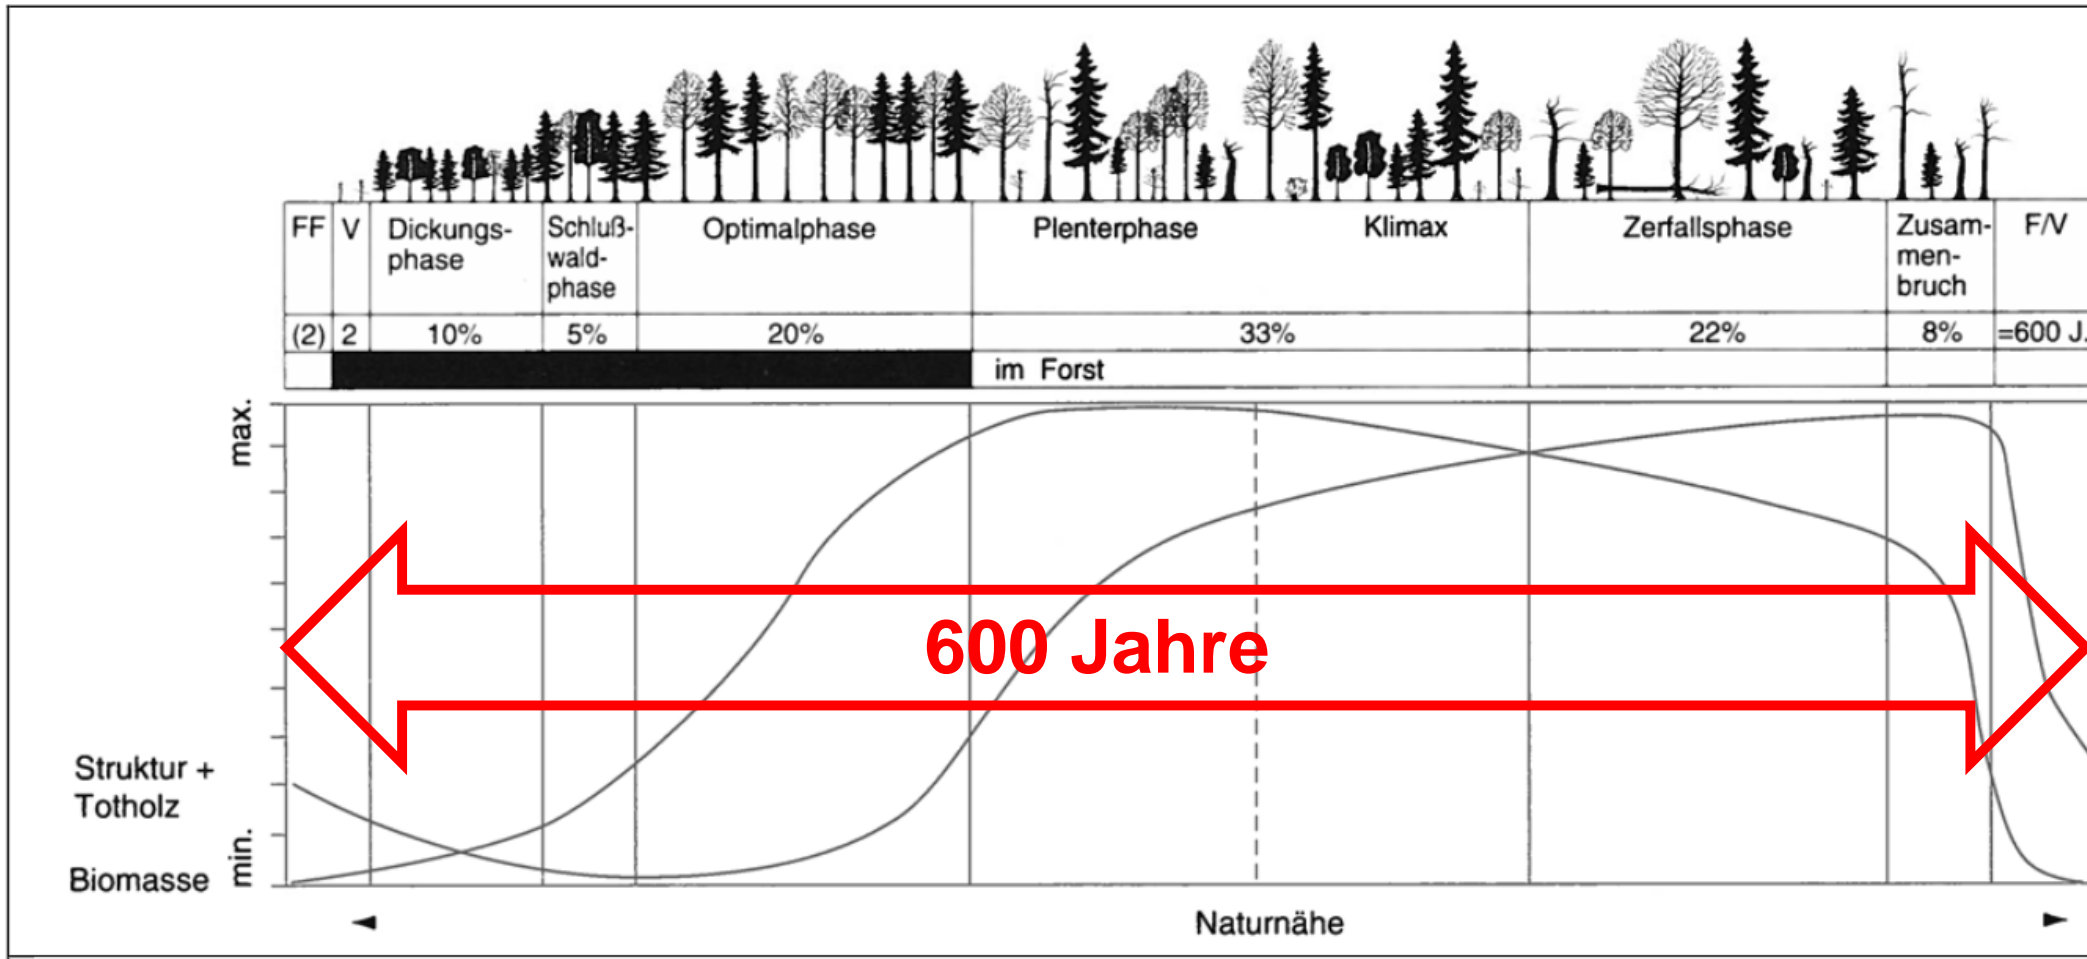 FF V Dickungs- Schluß- Optimalphase Plenterphase Klimax Zerfallsphase Zusam- F/V
phase wald- men-
phase bruch
(2) 2 10% 5% 20% 33% 22% 8% =600 J.
im Forst
max.
600 Jahre
Struktur +
Totholz
min.
Biomasse
Naturnähe